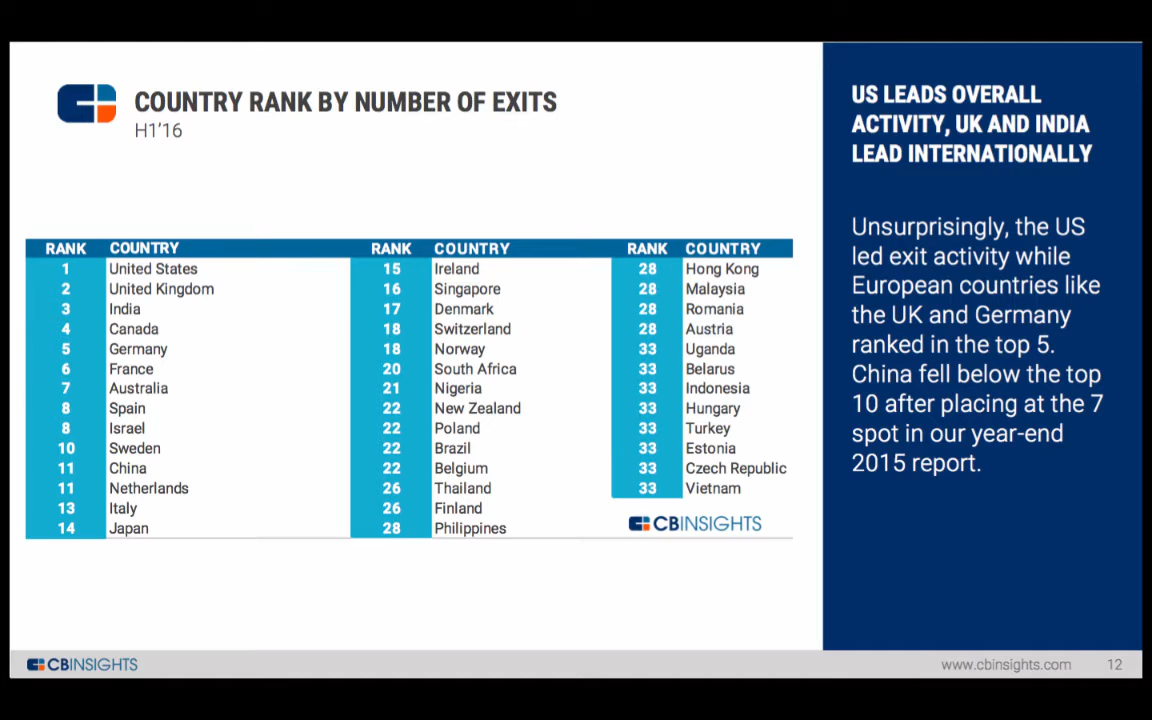 COUNTRY RANK BY NUMBER OF EXITS
H1'16
RANK COUNTRY
1 United States
2 United Kingdom
3 India
4 Canada
5 Germany
6 France
7 Australia
8 Spain
8 Israel
10 Sweden
11 China
11 Netherlands
13 Italy
14 Japan
RANK COUNTRY
15 Ireland
16 Singapore
17 Denmark
18 Switzerland
18 Norway
20 South Africa
21 Nigeria
22 New Zealand
22 Poland
22 Brazil
22 Belgium
26 Thailand
26 Finland
28 Philippines
RANK COUNTRY
28 Hong Kong
28 Malaysia
28 Romania
28 Austria
33 Uganda
33 Belarus
33 Indonesia
33 Hungary
33 Turkey
33 Estonia
33 Czech Republic
33 Vietnam
CBINSIGHTS
US LEADS OVERALL
ACTIVITY, UK AND INDIA
LEAD INTERNATIONALLY
Unsurprisingly, the US
led exit activity while
European countries like
the UK and Germany
ranked in the top 5.
China fell below the top
10 after placing at the 7
spot in our year-end
2015 report.
CBINSIGHTS
www.cbinsights.com 12